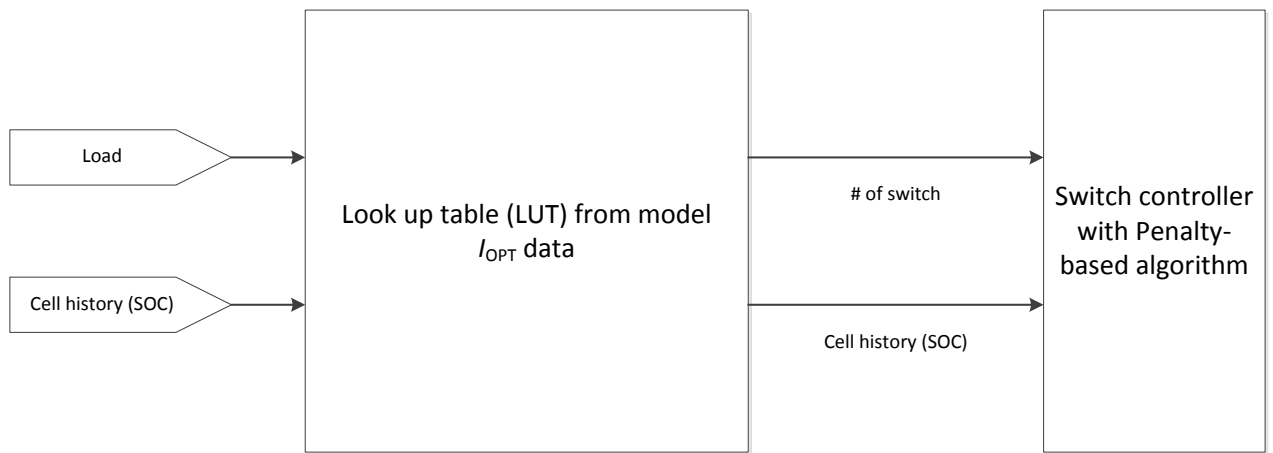 Load
Cell history (SOC)
Look up table (LUT) from model
I_OPT data
# of switch
Cell history (SOC)
Switch controller
with Penalty-
based algorithm